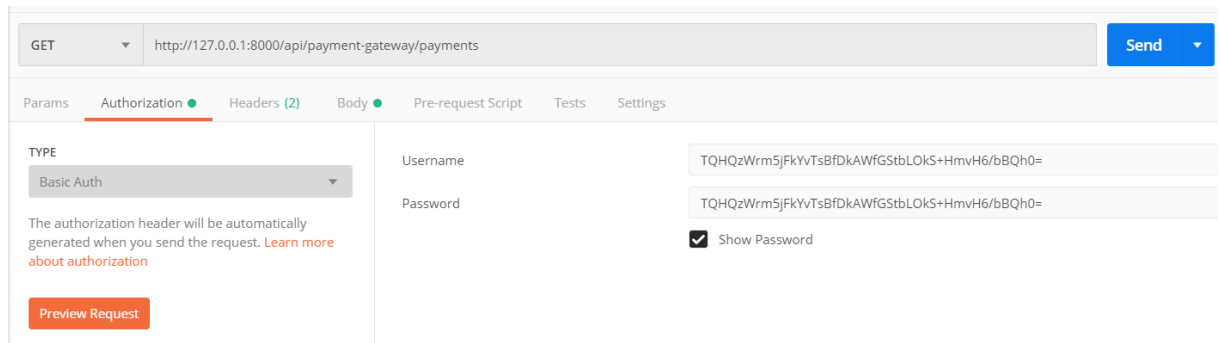 GET http://127.0.0.1:8000/api/payment-gateway/payments Send
Params Authorization Headers (2) Body Pre-request Script Tests Settings
TYPE
Basic Auth
The authorization header will be automatically
generated when you send the request. Learn more
about authorization
Preview Request
Username TQHQzWrm5jFkYvTsBfDkAWfGStbLOkS+HmvH6/bBQh0=
Password TQHQzWrm5jFkYvTsBfDkAWfGStbLOkS+HmvH6/bBQh0=
Show Password